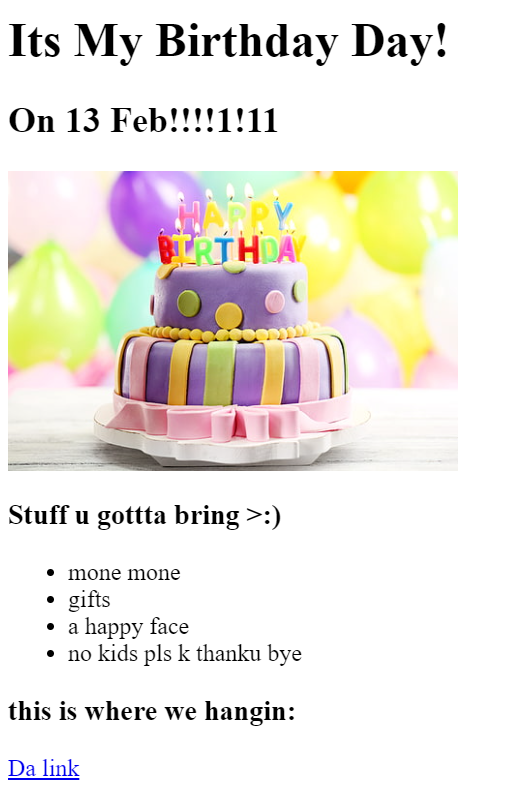 Its My Birthday Day!
On 13 Feb!!!!1!11
HAPPY
BIRTHDAY
Stuff u gottta bring >:)
mone mone
gifts
a happy face
no kids pls k thanku bye
this is where we hangin:
Da link